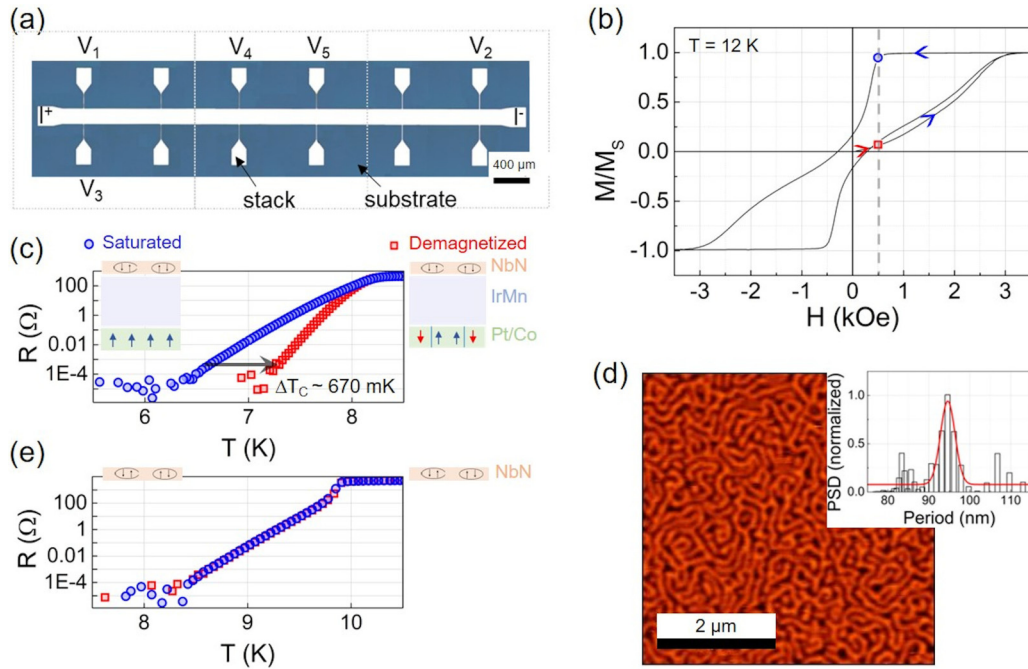 (a)
V₁ V₄ V₅ V₂
I+ I-
400 µm
V₃ stack substrate
(b)
T = 12 K
M/Mₛ
1.0
0.5
0.0
-0.5
-1.0
-3 -2 -1 0 1 2 3
H (kOe)
(c)
Saturated Demagnetized
NbN
IrMn
Pt/Co
R (Ω)
100
1
0.01
1E-4
ΔT_C ~ 670 mK
6 7 8
T (K)
(d)
PSD (normalized)
1.0
0.5
0.0
80 90 100 110
Period (nm)
2 µm
(e)
NbN
R (Ω)
100
1
0.01
1E-4
8 9 10
T (K)